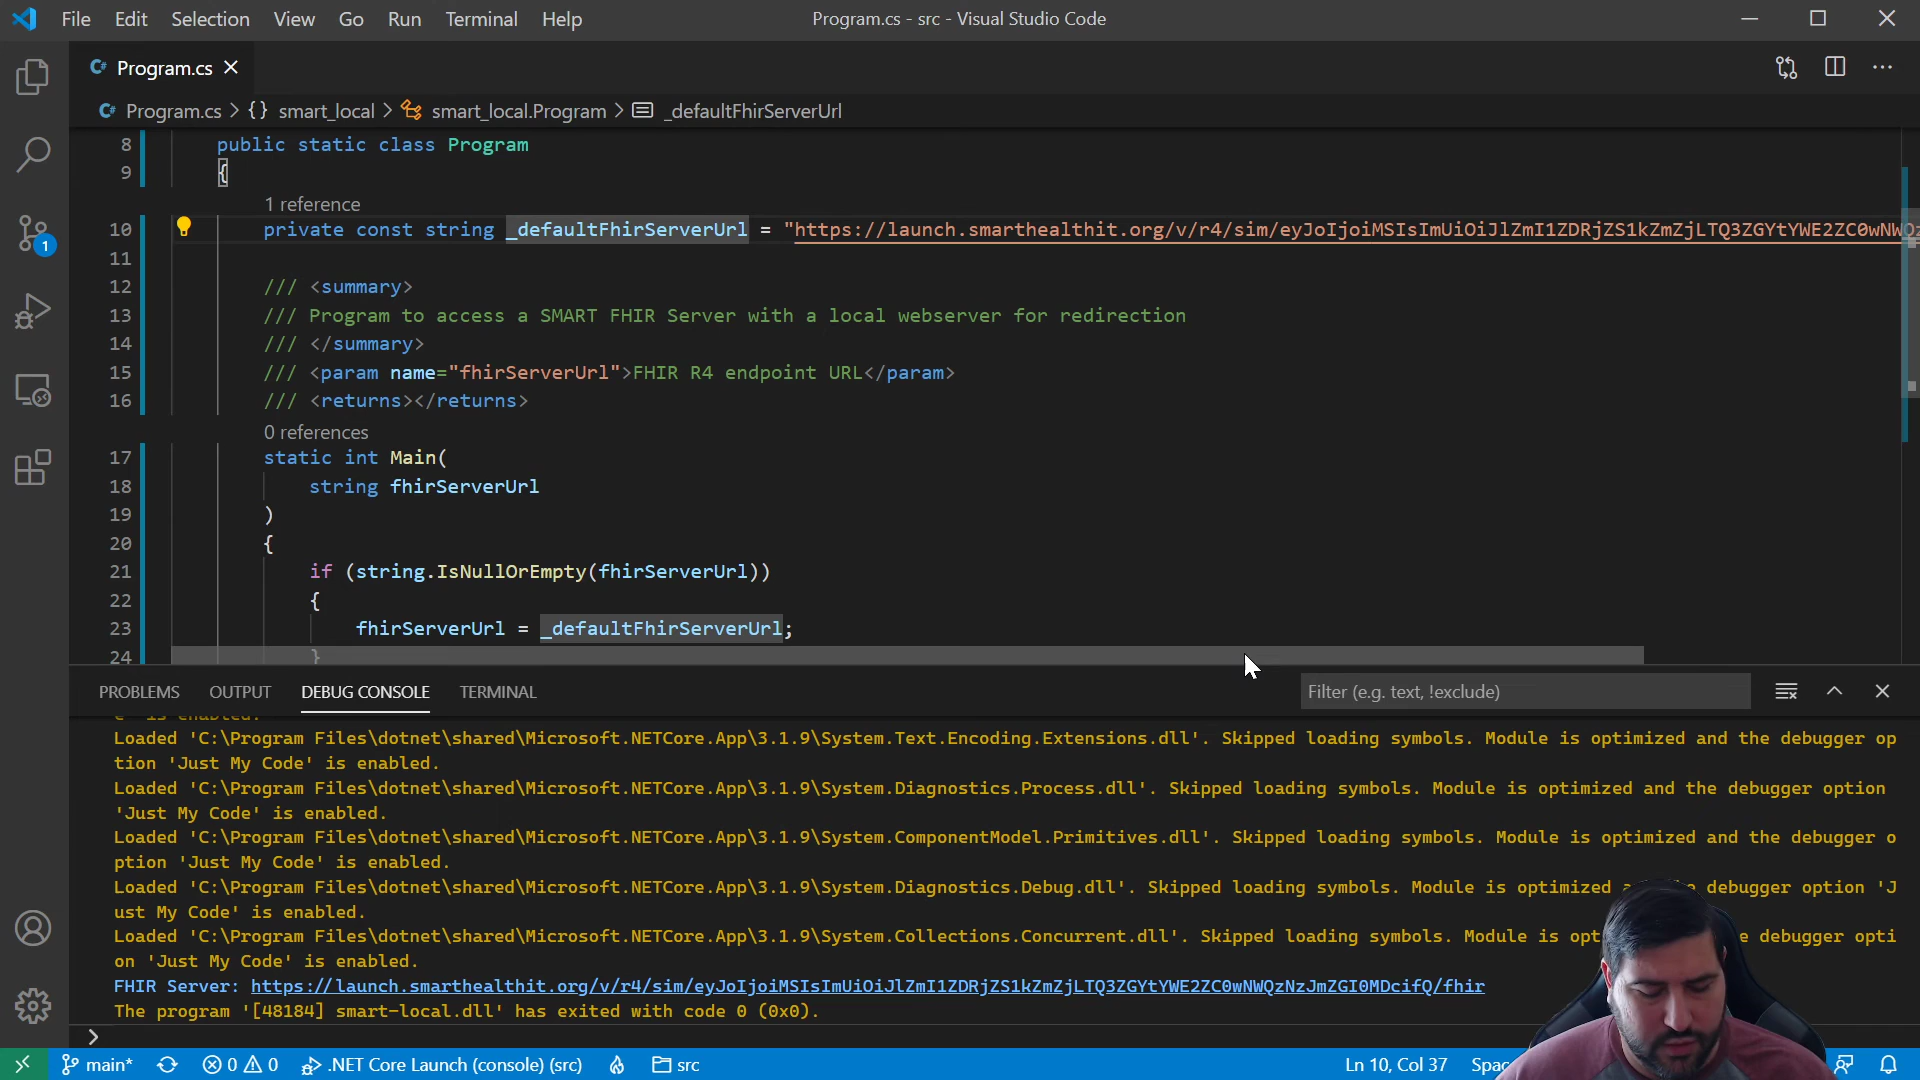 File Edit Selection View Go Run Terminal Help Program.cs - src - Visual Studio Code
C# Program.cs
C# Program.cs > {} smart_local > smart_local.Program > _defaultFhirServerUrl
8 public static class Program
9 {
1 reference
10 private const string _defaultFhirServerUrl = "https://launch.smarthealthit.org/v/r4/sim/eyJoIjoiMSIsImUiOiJlZmI1ZDRjZS1kZmZjLTQ3ZGYtYWE2ZC0wNWQz
11
12 /// <summary>
13 /// Program to access a SMART FHIR Server with a local webserver for redirection
14 /// </summary>
15 /// <param name="fhirServerUrl">FHIR R4 endpoint URL</param>
16 /// <returns></returns>
0 references
17 static int Main(
18 string fhirServerUrl
19 )
20 {
21 if (string.IsNullOrEmpty(fhirServerUrl))
22 {
23 fhirServerUrl = _defaultFhirServerUrl;
24 }
PROBLEMS OUTPUT DEBUG CONSOLE TERMINAL Filter (e.g. text, !exclude)
e' is enabled.
Loaded 'C:\Program Files\dotnet\shared\Microsoft.NETCore.App\3.1.9\System.Text.Encoding.Extensions.dll'. Skipped loading symbols. Module is optimized and the debugger op
tion 'Just My Code' is enabled.
Loaded 'C:\Program Files\dotnet\shared\Microsoft.NETCore.App\3.1.9\System.Diagnostics.Process.dll'. Skipped loading symbols. Module is optimized and the debugger option
'Just My Code' is enabled.
Loaded 'C:\Program Files\dotnet\shared\Microsoft.NETCore.App\3.1.9\System.ComponentModel.Primitives.dll'. Skipped loading symbols. Module is optimized and the debugger o
ption 'Just My Code' is enabled.
Loaded 'C:\Program Files\dotnet\shared\Microsoft.NETCore.App\3.1.9\System.Diagnostics.Debug.dll'. Skipped loading symbols. Module is optimized debugger option 'J
ust My Code' is enabled.
Loaded 'C:\Program Files\dotnet\shared\Microsoft.NETCore.App\3.1.9\System.Collections.Concurrent.dll'. Skipped loading symbols. Module is debugger opti
on 'Just My Code' is enabled.
FHIR Server: https://launch.smarthealthit.org/v/r4/sim/eyJoIjoiMSIsImUiOiJlZmI1ZDRjZS1kZmZjLTQ3ZGYtYWE2ZC0wNWQzNzJmZGI0MDcifQ/fhir
The program '[48184] smart-local.dll' has exited with code 0 (0x0).
>
main* 0 0 .NET Core Launch (console) (src) src Ln 10, Col 37
1